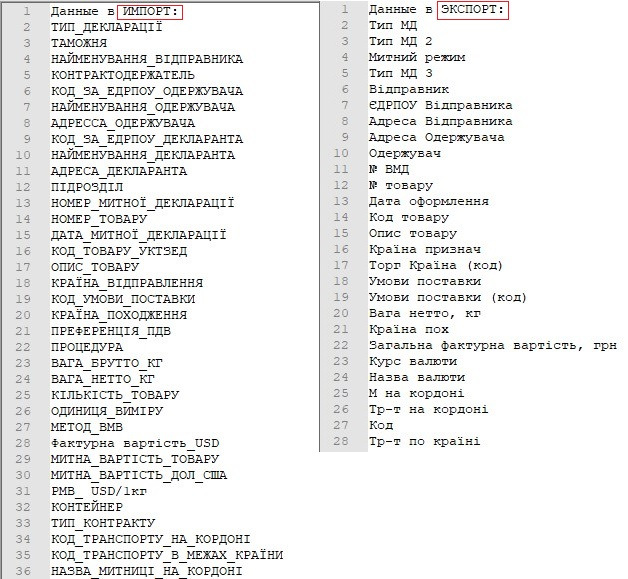 1 Данные в ИМПОРТ:
2 ТИП_ДЕКЛАРАЦІЇ
3 ТАМОЖНЯ
4 НАЙМЕНУВАННЯ_ВІДПРАВНИКА
5 КОНТРАКТОДЕРЖАТЕЛЬ
6 КОД_ЗА_ЕДРПОУ_ОДЕРЖУВАЧА
7 НАЙМЕНУВАННЯ_ОДЕРЖУВАЧА
8 АДРЕССА_ОДЕРЖУВАЧА
9 КОД_ЗА_ЕДРПОУ_ДЕКЛАРАНТА
10 НАЙМЕНУВАННЯ_ДЕКЛАРАНТА
11 АДРЕСА_ДЕКЛАРАНТА
12 ПІДРОЗДІЛ
13 НОМЕР_МИТНОЇ_ДЕКЛАРАЦІЇ
14 НОМЕР_ТОВАРУ
15 ДАТА_МИТНОЇ_ДЕКЛАРАЦІЇ
16 КОД_ТОВАРУ_УКТЗЕД
17 ОПИС_ТОВАРУ
18 КРАЇНА_ВІДПРАВЛЕННЯ
19 КОД_УМОВИ_ПОСТАВКИ
20 КРАЇНА_ПОХОДЖЕННЯ
21 ПРЕФЕРЕНЦІЯ_ПДВ
22 ПРОЦЕДУРА
23 ВАГА_БРУТТО_КГ
24 ВАГА_НЕТТО_КГ
25 КІЛЬКІСТЬ_ТОВАРУ
26 ОДИНИЦЯ_ВИМІРУ
27 МЕТОД_ВМВ
28 Фактурна вартість_USD
29 МИТНА_ВАРТІСТЬ_ТОВАРУ
30 МИТНА_ВАРТІСТЬ_ДОЛ_США
31 РМВ_ USD/1кг
32 КОНТЕЙНЕР
33 ТИП_КОНТРАКТУ
34 КОД_ТРАНСПОРТУ_НА_КОРДОНІ
35 КОД_ТРАНСПОРТУ_В_МЕЖАХ_КРАЇНИ
36 НАЗВА_МИТНИЦІ_НА_КОРДОНІ
1 Данные в ЭКСПОРТ:
2 Тип МД
3 Тип МД 2
4 Митний режим
5 Тип МД 3
6 Відправник
7 ЄДРПОУ Відправника
8 Адреса Відправника
9 Адреса Одержувача
10 Одержувач
11 № ВМД
12 № товару
13 Дата оформлення
14 Код товару
15 Опис товару
16 Країна признач
17 Торг Країна (код)
18 Умови поставки
19 Умови поставки (код)
20 Вага нетто, кг
21 Країна пох
22 Загальна фактурна вартість, грн
23 Курс валюти
24 Назва валюти
25 М на кордоні
26 Тр-т на кордоні
27 Код
28 Тр-т по країні